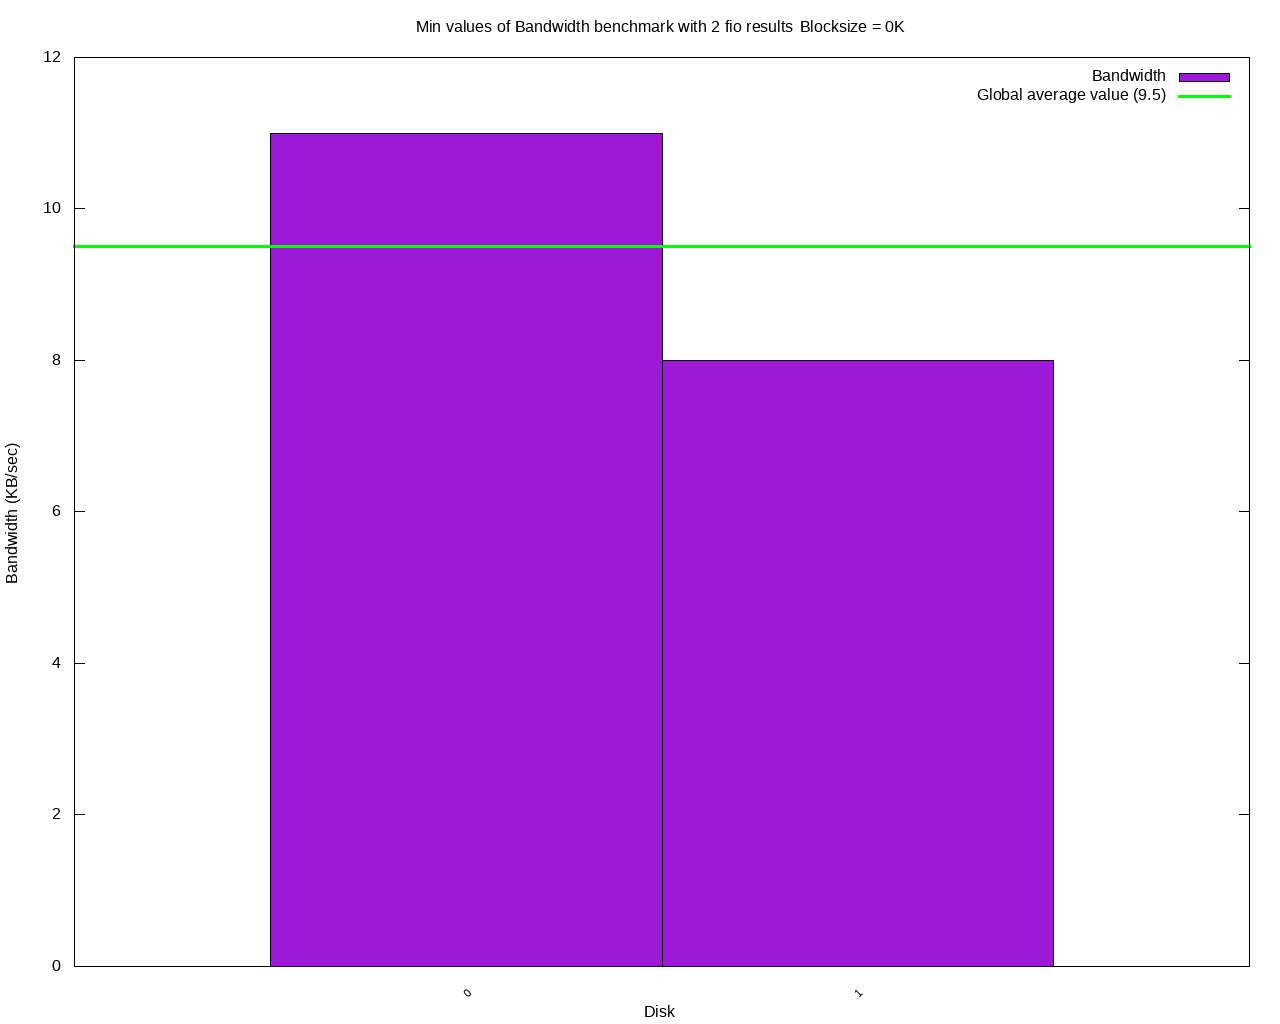 Min values of Bandwidth benchmark with 2 fio results Blocksize = 0K
12
Bandwidth
Global average value (9.5)
10
8
6
4
2
0
Bandwidth (KB/sec)
0
1
Disk